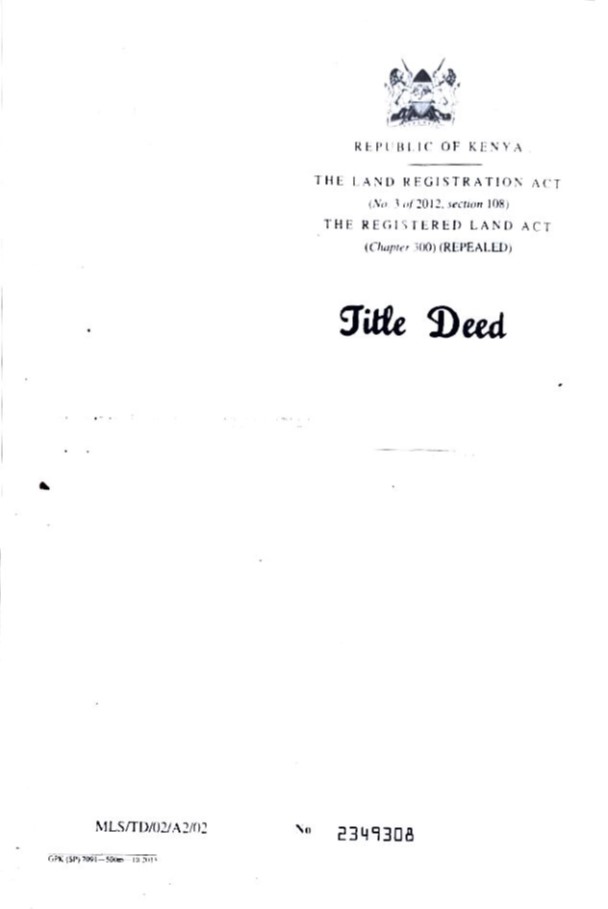 REPUBLIC OF KENYA
THE LAND REGISTRATION ACT
(No. 3 of 2012, section 108)
THE REGISTERED LAND ACT
(Chapter 300) (REPEALED)
Title Deed
MLS/TD/02/A2/02 No 2349308
GPK (SP) 7091—500m—10/2013